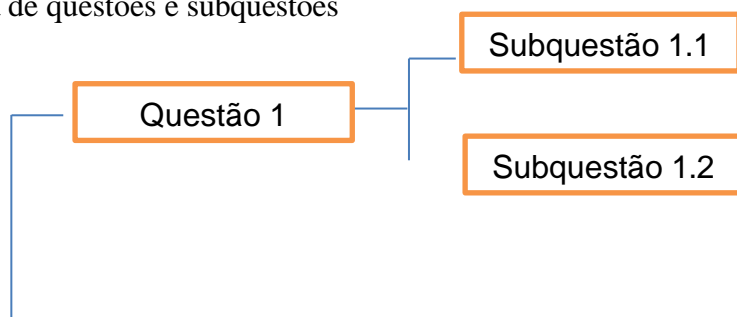 de questões e subquestões
Subquestão 1.1
Questão 1
Subquestão 1.2